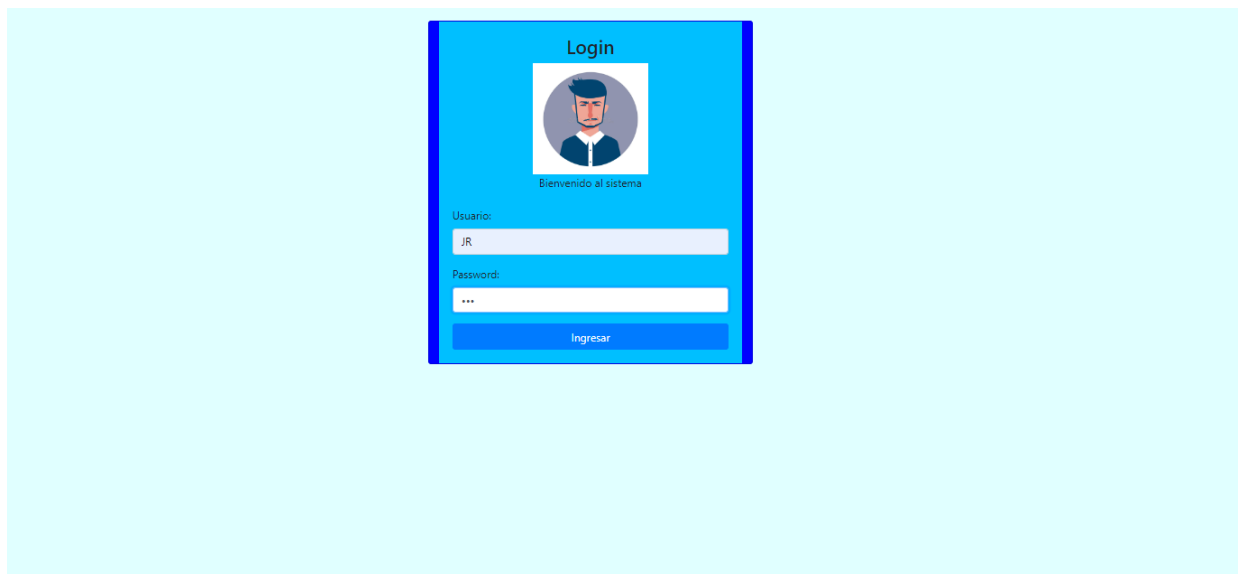 Login
Bienvenido al sistema
Usuario:
JR
Password:
•••
Ingresar